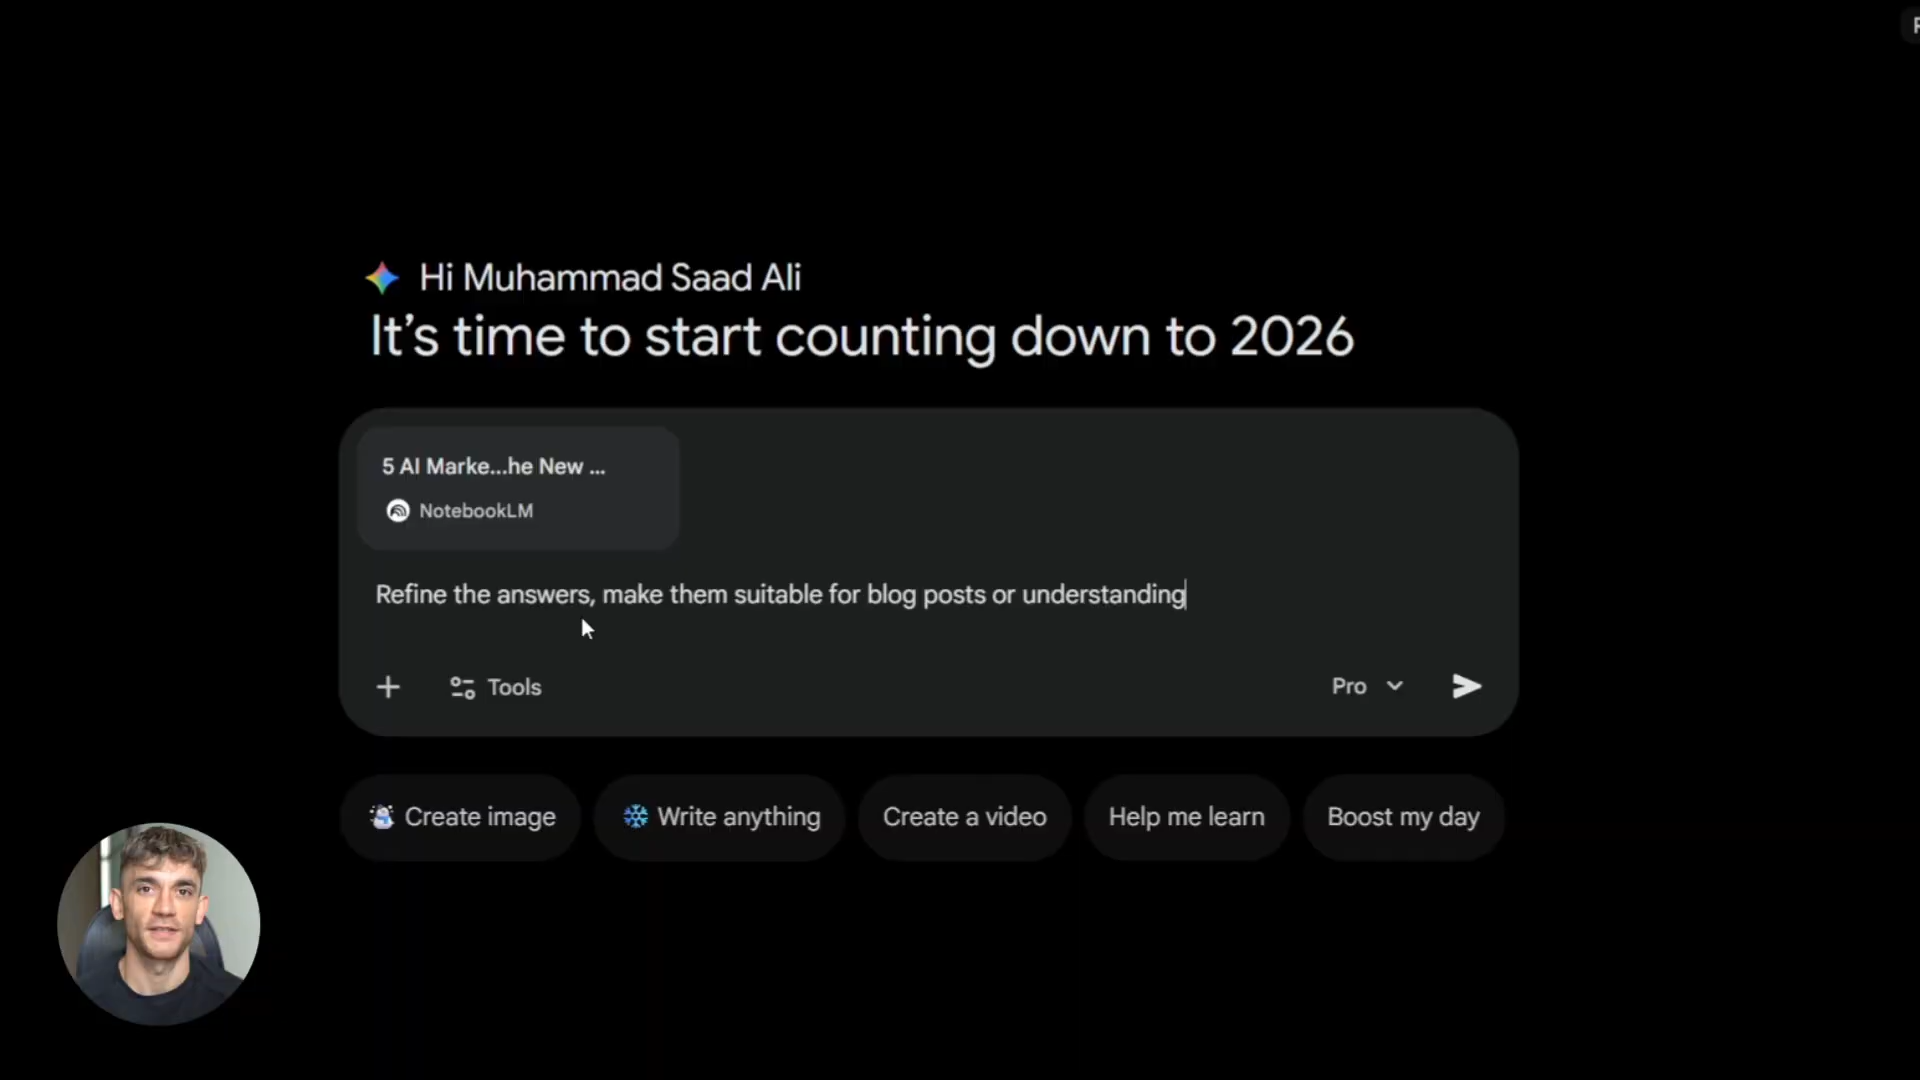 Hi Muhammad Saad Ali
It's time to start counting down to 2026
5 AI Marke...he New ...
NotebookLM
Refine the answers, make them suitable for blog posts or understanding
Tools
Pro
Create image
Write anything
Create a video
Help me learn
Boost my day